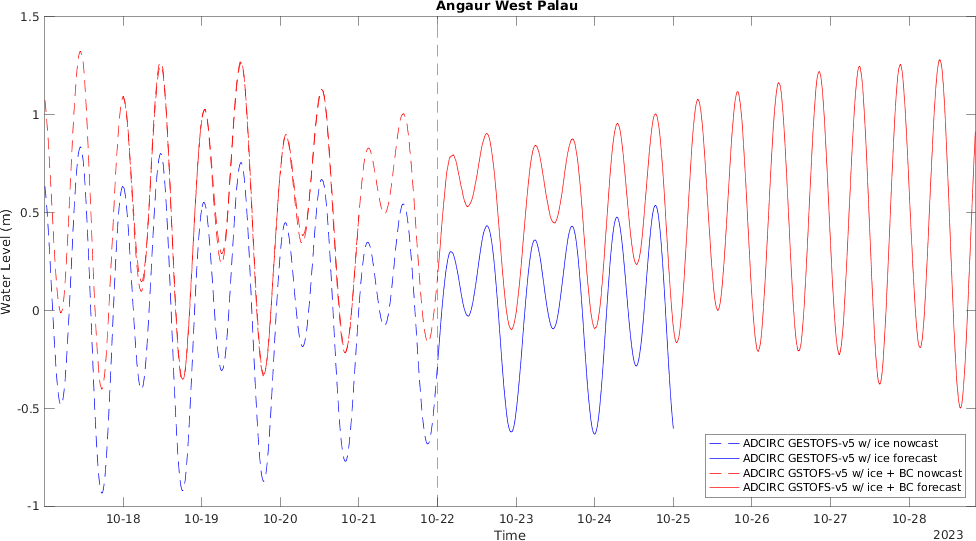 Angaur West Palau
1.5
1
0.5
0
-0.5
-1
Water Level (m)
10-18 10-19 10-20 10-21 10-22 10-23 10-24 10-25 10-26 10-27 10-28
Time
2023
ADCIRC GESTOFS-v5 w/ ice nowcast
ADCIRC GESTOFS-v5 w/ ice forecast
ADCIRC GSTOFS-v5 w/ ice + BC nowcast
ADCIRC GSTOFS-v5 w/ ice + BC forecast